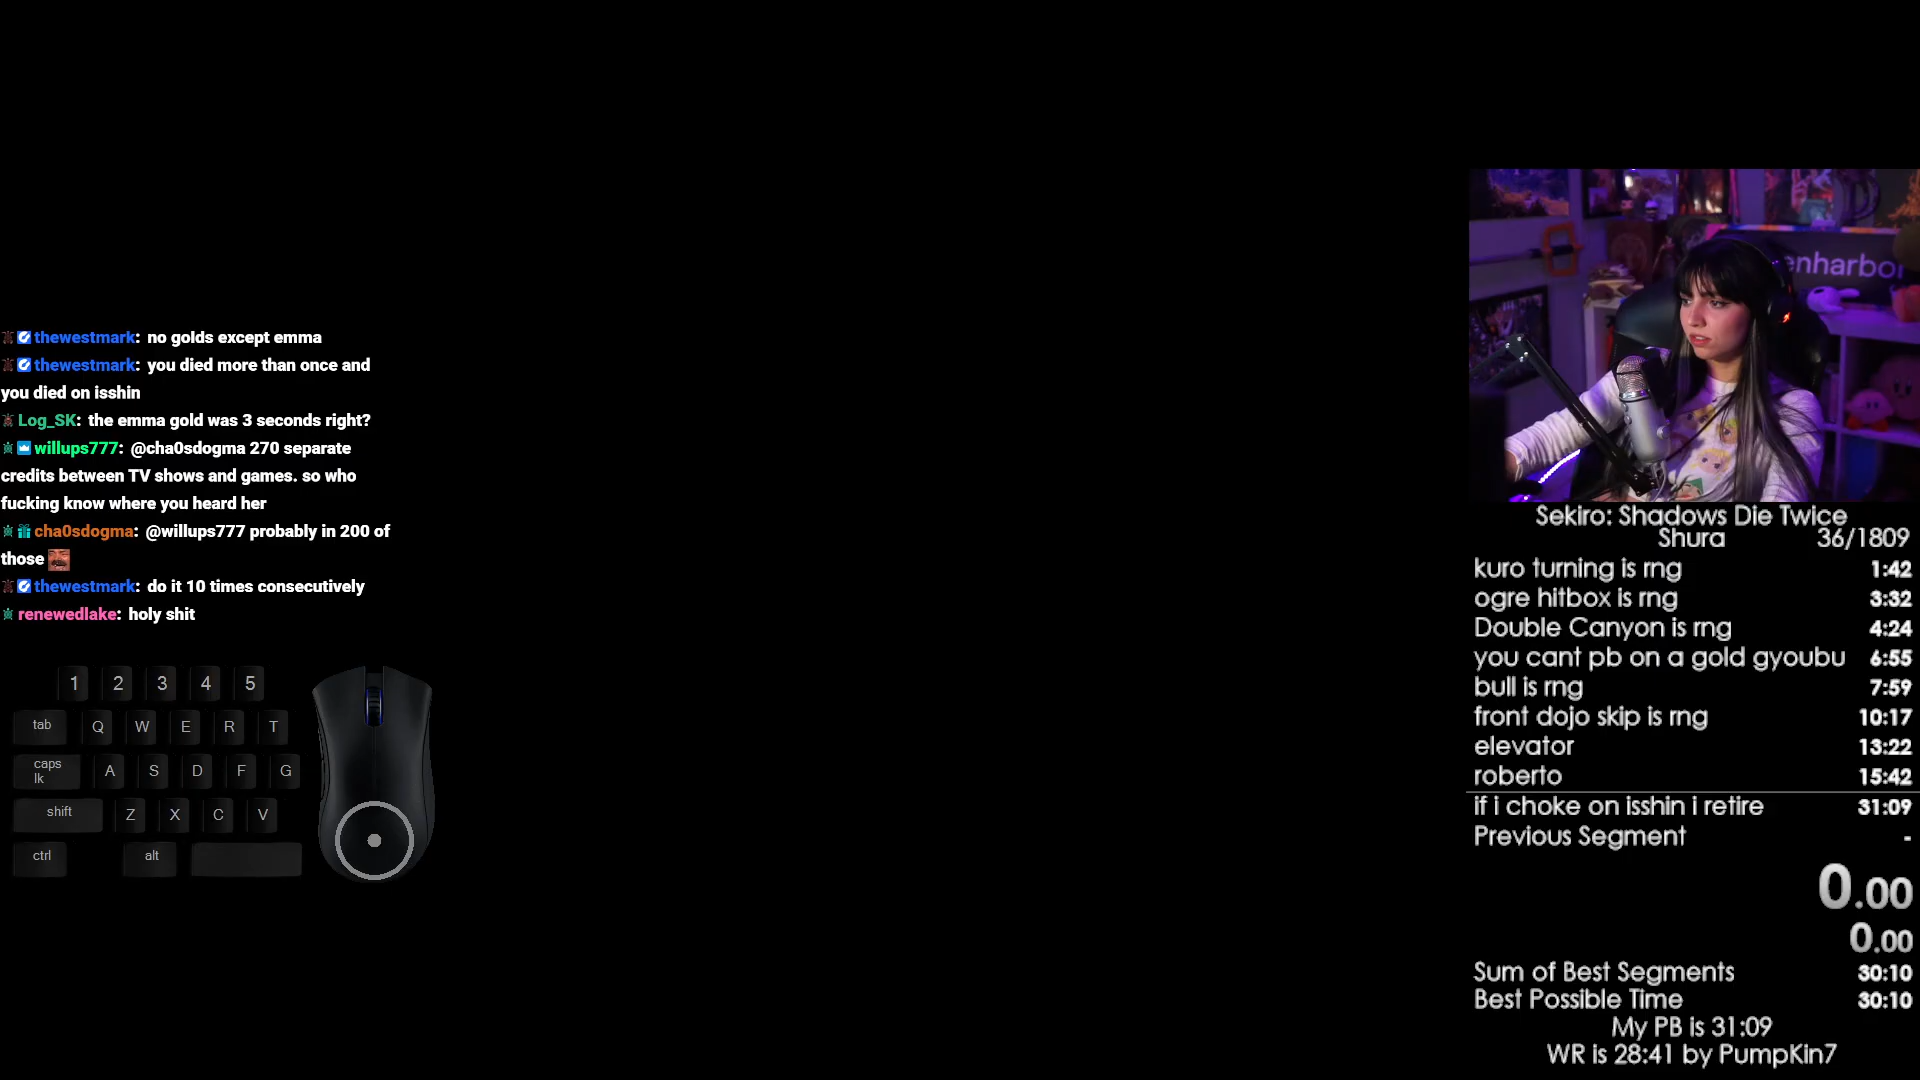 thewestmark: no golds except emma
thewestmark: you died more than once and
you died on isshin
Log_SK: the emma gold was 3 seconds right?
willups777: @cha0sdogma 270 separate
credits between TV shows and games. so who
fucking know where you heard her
cha0sdogma: @willups777 probably in 200 of
those
thewestmark: do it 10 times consecutively
renewedlake: holy shit
1 2 3 4 5
tab Q W E R T
caps
lk
A S D F G
shift Z X C V
ctrl alt
enharbor
Sekiro: Shadows Die Twice
Shura 36/1809
kuro turning is rng 1:42
ogre hitbox is rng 3:32
Double Canyon is rng 4:24
you cant pb on a gold gyoubu 6:55
bull is rng 7:59
front dojo skip is rng 10:17
elevator 13:22
roberto 15:42
if i choke on isshin i retire 31:09
Previous Segment -
0.00
0.00
Sum of Best Segments 30:10
Best Possible Time 30:10
My PB is 31:09
WR is 28:41 by PumpKin7